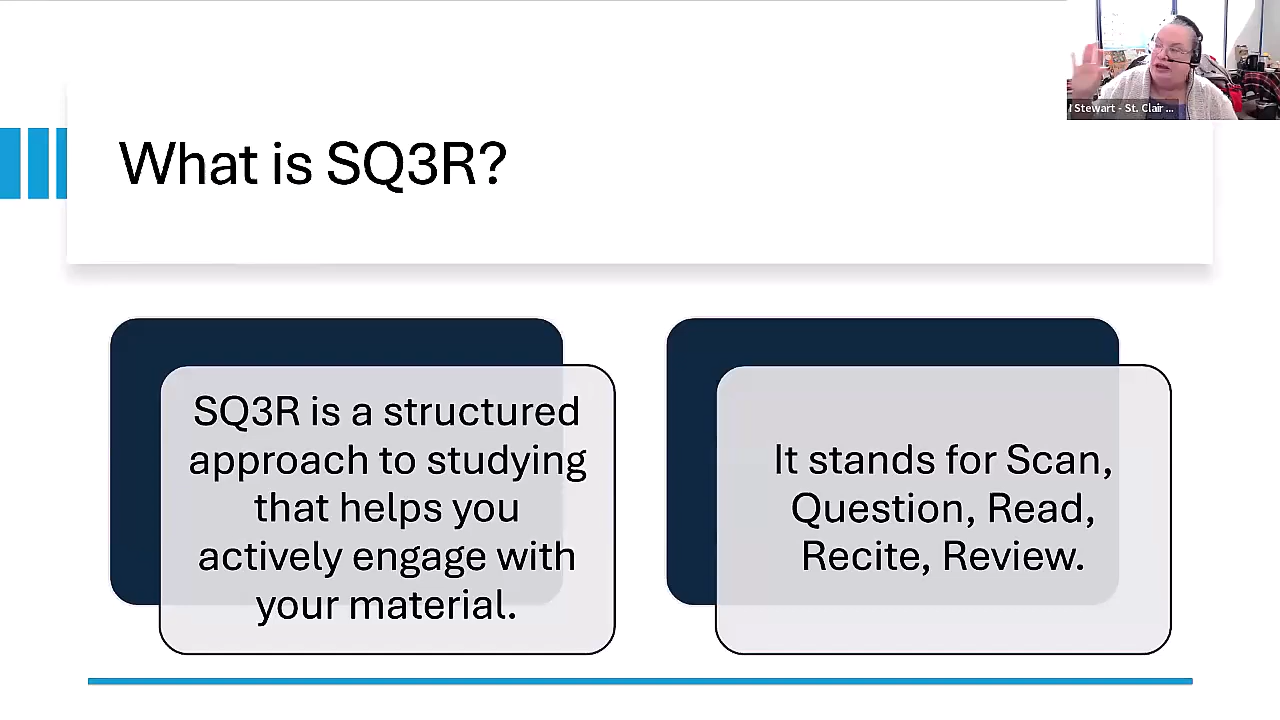 Stewart - St. Clair ...
What is SQ3R?
SQ3R is a structured
approach to studying
that helps you
actively engage with
your material.
It stands for Scan,
Question, Read,
Recite, Review.